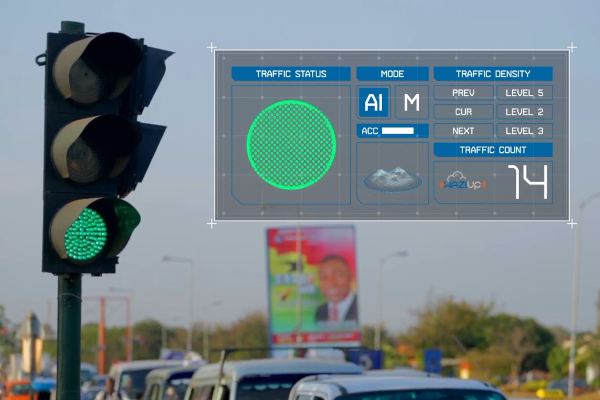 TRAFFIC STATUS
MODE
TRAFFIC DENSITY
AI
M
PREV
LEVEL 5
CUR
LEVEL 2
ACC
NEXT
LEVEL 3
TRAFFIC COUNT
WAZIUP
14